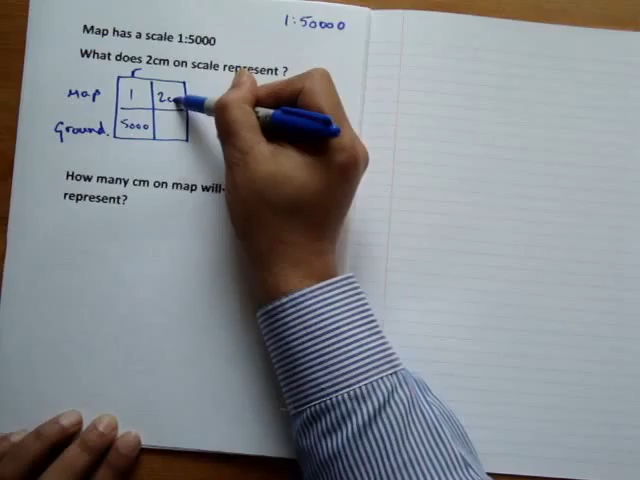 1:50000
Map has a scale 1:5000
What does 2cm on scale represent ?
Map 1 2cm
Ground. 5000
How many cm on map will
represent?